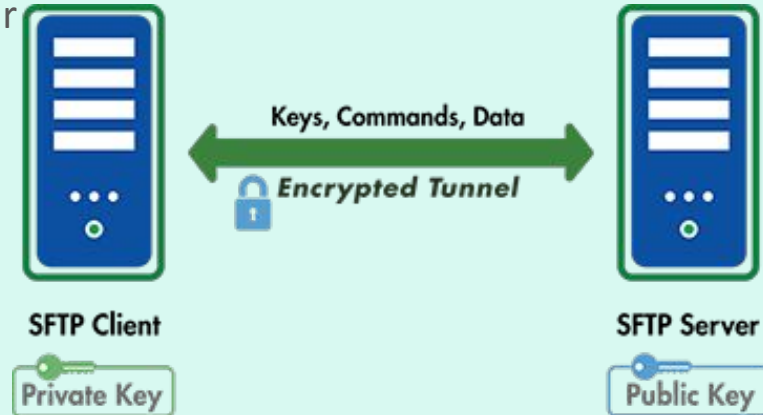 r
Keys, Commands, Data
Encrypted Tunnel
SFTP Client
SFTP Server
Private Key
Public Key